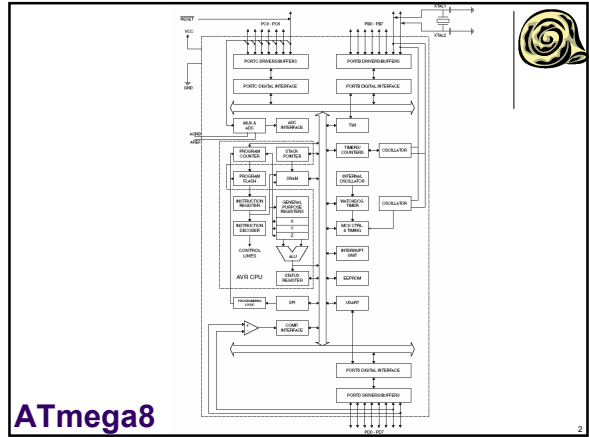 RESET
XTAL1
PC0 - PC6
PB0 - PB7
VCC
XTAL2
PORTC DRIVERS/BUFFERS
PORTB DRIVERS/BUFFERS
PORTC DIGITAL INTERFACE
PORTB DIGITAL INTERFACE
GND
MUX &
ADC
ADC
INTERFACE
TWI
AGND
AREF
PROGRAM
COUNTER
STACK
POINTER
TIMERS/
COUNTERS
OSCILLATOR
PROGRAM
FLASH
SRAM
INTERNAL
OSCILLATOR
INSTRUCTION
REGISTER
GENERAL
PURPOSE
REGISTERS
WATCHDOG
TIMER
OSCILLATOR
X
INSTRUCTION
DECODER
Y
MCU CTRL.
& TIMING
Z
CONTROL
LINES
ALU
INTERRUPT
UNIT
AVR CPU
STATUS
REGISTER
EEPROM
PROGRAMMING
LOGIC
SPI
USART
+
-
COMP.
INTERFACE
PORTD DIGITAL INTERFACE
PORTD DRIVERS/BUFFERS
PD0 - PD7
ATmega8
2